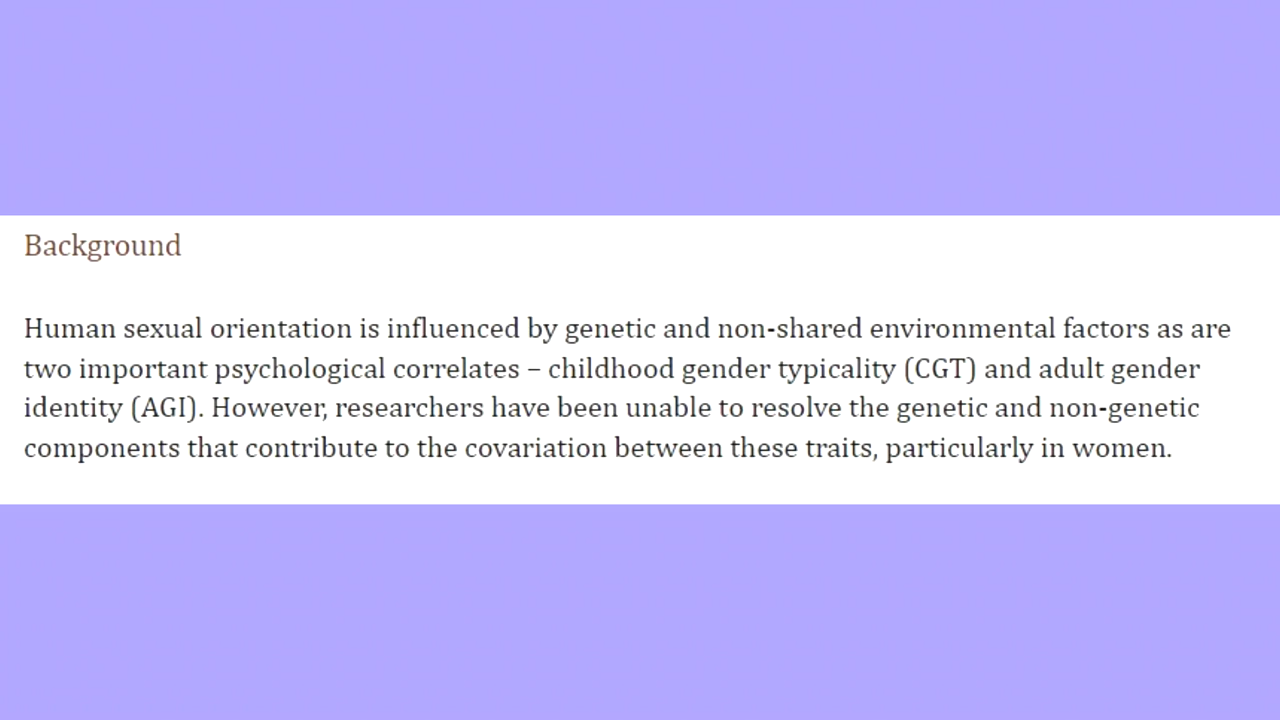 Background
Human sexual orientation is influenced by genetic and non-shared environmental factors as are
two important psychological correlates – childhood gender typicality (CGT) and adult gender
identity (AGI). However, researchers have been unable to resolve the genetic and non-genetic
components that contribute to the covariation between these traits, particularly in women.